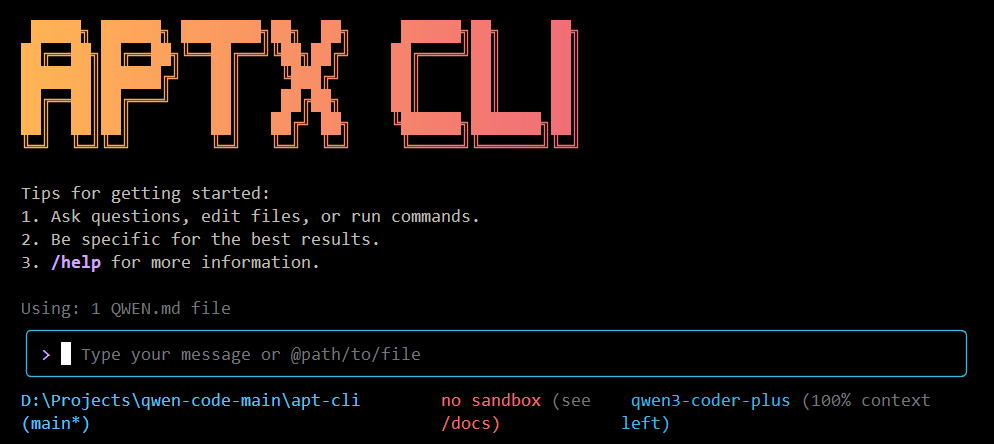 APTX CLI
Tips for getting started:
1. Ask questions, edit files, or run commands.
2. Be specific for the best results.
3. /help for more information.
Using: 1 QWEN.md file
> Type your message or @path/to/file
D:\Projects\qwen-code-main\apt-cli (main*)
no sandbox (see /docs)
qwen3-coder-plus (100% context left)